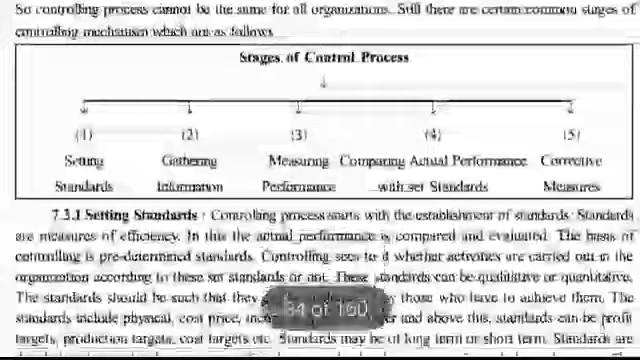 So controlling process cannot be the same for all organizations. Still there are certain common stages of
controlling mechanism which are as follows
Stages of Control Process
(1) (2) (3) (4) (5)
Setting Gathering Measuring Comparing Actual Performance Corrective
Standards Information Performance with set Standards Measures
7.3.1 Setting Standards : Controlling process starts with the establishment of standards. Standards
are measures of efficiency. In this the actual performance is compared and evaluated. The basis of
controlling is pre-determined standards. Controlling sees to it whether activities are carried out in the
organization according to these set standards or not. These standards can be qualitative or quantitative.
The standards should be such that they those who have to achieve them. The
84 of 160
standards include physical, cost price, and above this, standards can be profit
targets, production targets, cost targets etc. Standards may be of long term or short term. Standards are